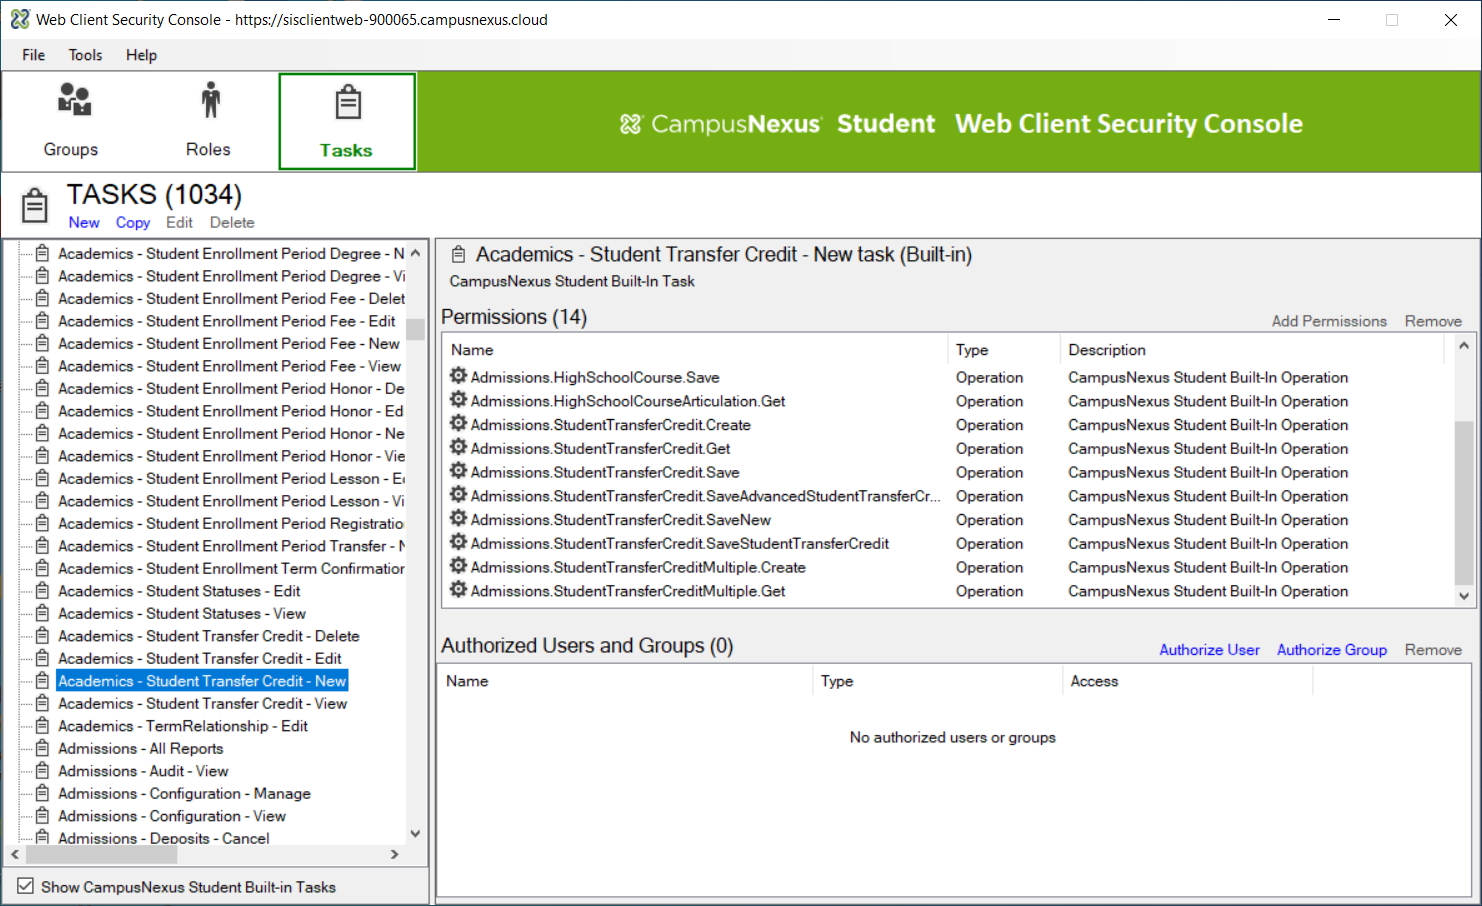 Web Client Security Console - https://sisclientweb-900065.campusnexus.cloud
File Tools Help
Groups
Roles
Tasks
CampusNexus Student Web Client Security Console
TASKS (1034)
New Copy Edit Delete
Academics - Student Enrollment Period Degree - N
Academics - Student Enrollment Period Degree - Vi
Academics - Student Enrollment Period Fee - Delet
Academics - Student Enrollment Period Fee - Edit
Academics - Student Enrollment Period Fee - New
Academics - Student Enrollment Period Fee - View
Academics - Student Enrollment Period Honor - De
Academics - Student Enrollment Period Honor - Ed
Academics - Student Enrollment Period Honor - Ne
Academics - Student Enrollment Period Honor - Vie
Academics - Student Enrollment Period Lesson - E
Academics - Student Enrollment Period Lesson - Vi
Academics - Student Enrollment Period Registratio
Academics - Student Enrollment Period Transfer - N
Academics - Student Enrollment Term Confirmation
Academics - Student Statuses - Edit
Academics - Student Statuses - View
Academics - Student Transfer Credit - Delete
Academics - Student Transfer Credit - Edit
Academics - Student Transfer Credit - New
Academics - Student Transfer Credit - View
Academics - TermRelationship - Edit
Admissions - All Reports
Admissions - Audit - View
Admissions - Configuration - Manage
Admissions - Configuration - View
Admissions - Deposits - Cancel
Show CampusNexus Student Built-in Tasks
Academics - Student Transfer Credit - New task (Built-in)
CampusNexus Student Built-In Task
Permissions (14)
Add Permissions Remove
Name Type Description
Admissions.HighSchoolCourse.Save Operation CampusNexus Student Built-In Operation
Admissions.HighSchoolCourseArticulation.Get Operation CampusNexus Student Built-In Operation
Admissions.StudentTransferCredit.Create Operation CampusNexus Student Built-In Operation
Admissions.StudentTransferCredit.Get Operation CampusNexus Student Built-In Operation
Admissions.StudentTransferCredit.Save Operation CampusNexus Student Built-In Operation
Admissions.StudentTransferCredit.SaveAdvancedStudentTransferCr... Operation CampusNexus Student Built-In Operation
Admissions.StudentTransferCredit.SaveNew Operation CampusNexus Student Built-In Operation
Admissions.StudentTransferCredit.SaveStudentTransferCredit Operation CampusNexus Student Built-In Operation
Admissions.StudentTransferCreditMultiple.Create Operation CampusNexus Student Built-In Operation
Admissions.StudentTransferCreditMultiple.Get Operation CampusNexus Student Built-In Operation
Authorized Users and Groups (0)
Authorize User Authorize Group Remove
Name Type Access
No authorized users or groups